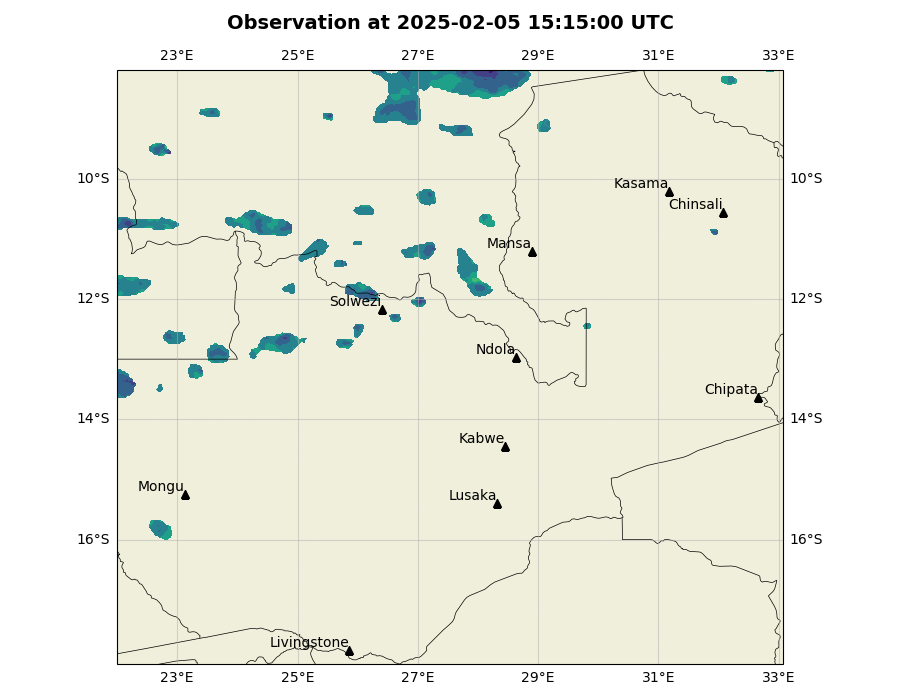 Observation at 2025-02-05 15:15:00 UTC
23°E 25°E 27°E 29°E 31°E 33°E
10°S 10°S
Kasama
Chinsali
Mansa
12°S 12°S
Solwezi
Ndola
Chipata
14°S 14°S
Kabwe
Mongu
Lusaka
16°S 16°S
Livingstone
23°E 25°E 27°E 29°E 31°E 33°E